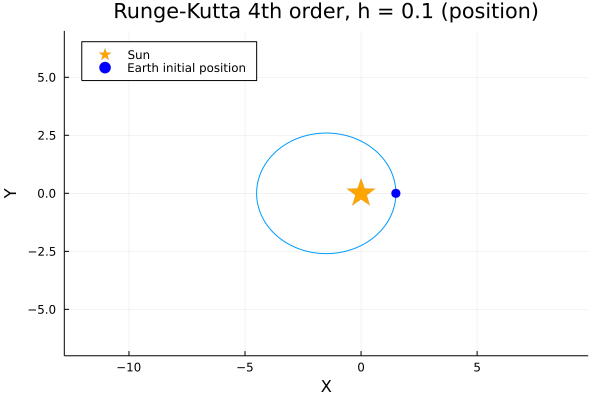 Runge-Kutta 4th order, h = 0.1 (position)
Sun
Earth initial position
5.0
2.5
0.0
−2.5
−5.0
Y
−10
−5
0
5
X